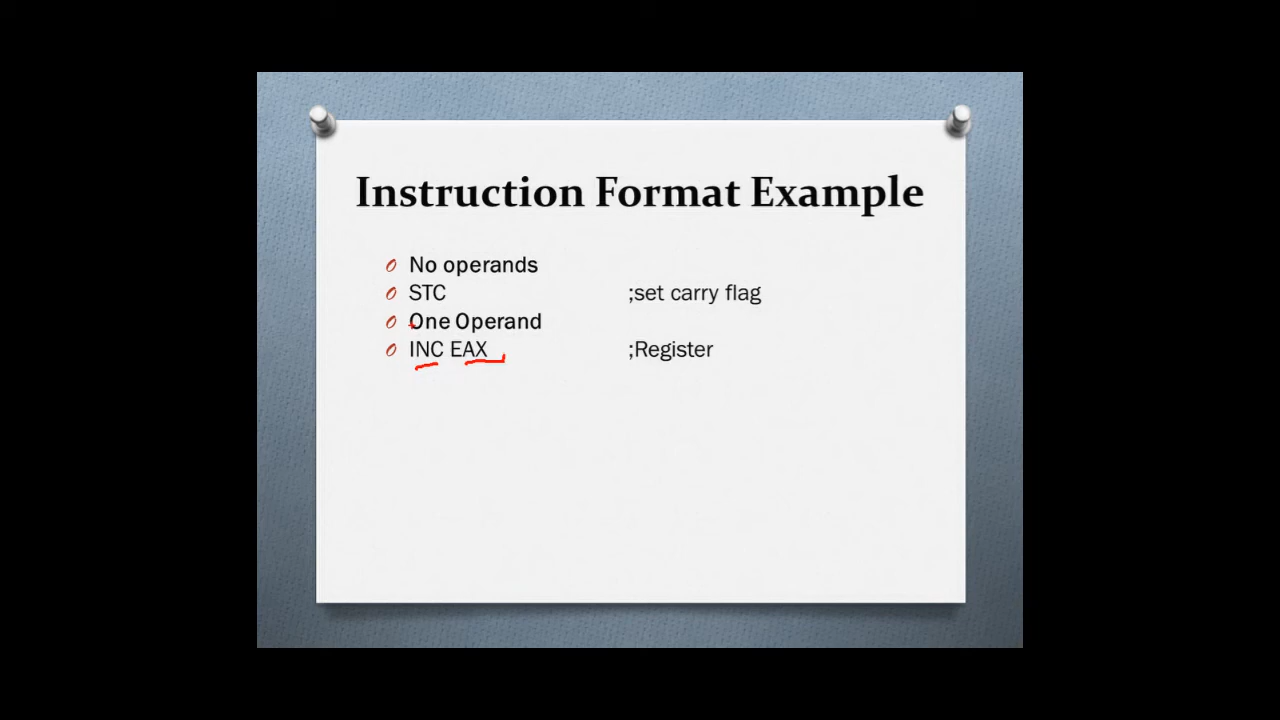 Instruction Format Example
No operands
STC ;set carry flag
One Operand
INC EAX ;Register